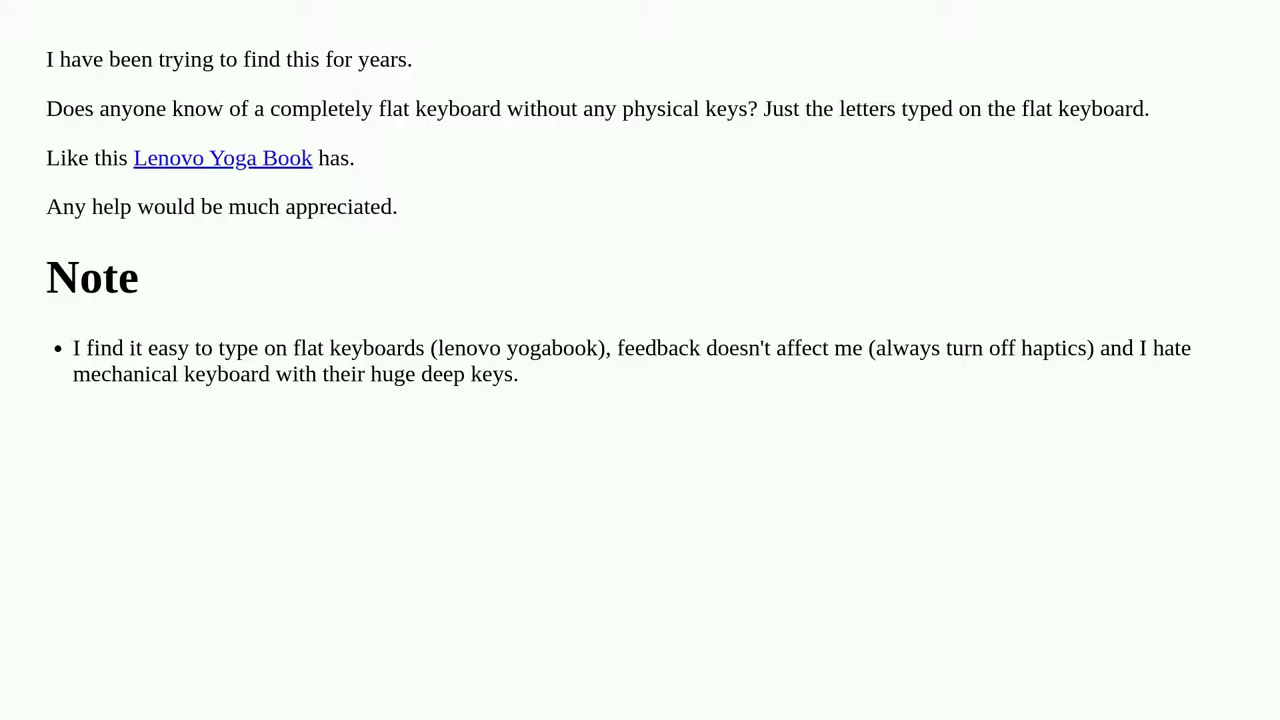 I have been trying to find this for years.
Does anyone know of a completely flat keyboard without any physical keys? Just the letters typed on the flat keyboard.
Like this Lenovo Yoga Book has.
Any help would be much appreciated.
Note
• I find it easy to type on flat keyboards (lenovo yogabook), feedback doesn't affect me (always turn off haptics) and I hate
mechanical keyboard with their huge deep keys.